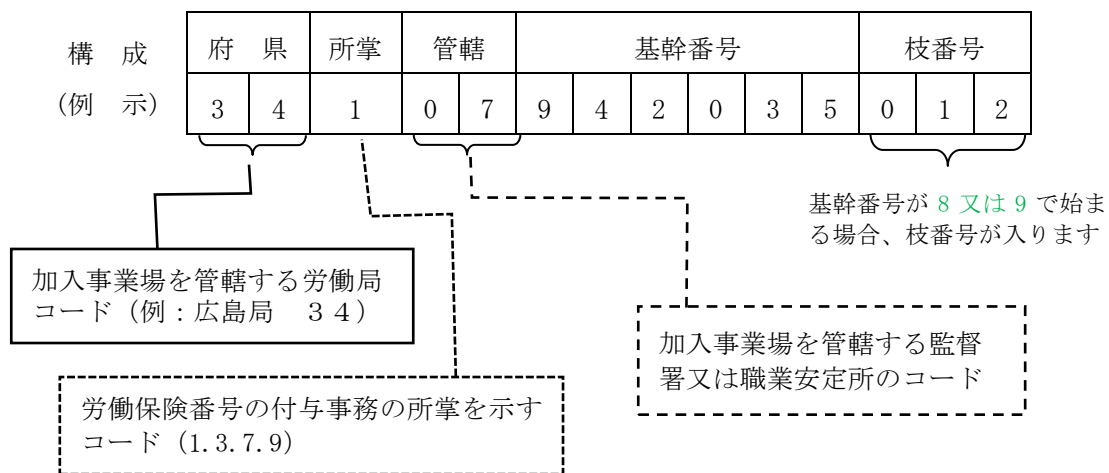 構 成 府 県 所掌 管轄 基幹番号 枝番号
(例 示) 3 4 1 0 7 9 4 2 0 3 5 0 1 2
基幹番号が 8 又は 9 で始ま
る場合、枝番号が入ります
加入事業場を管轄する労働局
コード（例：広島局 ３４）
加入事業場を管轄する監督
署又は職業安定所のコード
労働保険番号の付与事務の所掌を示す
コード（1.3.7.9）